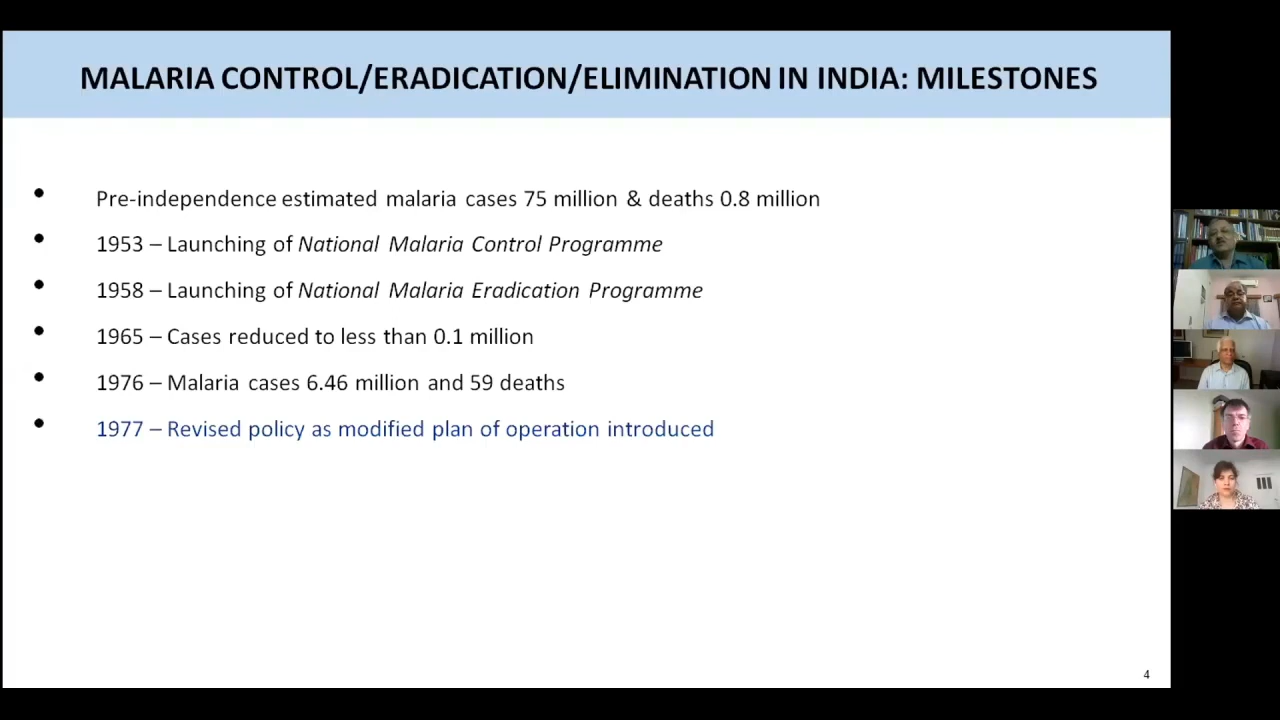 MALARIA CONTROL/ERADICATION/ELIMINATION IN INDIA: MILESTONES
• Pre-independence estimated malaria cases 75 million & deaths 0.8 million
• 1953 – Launching of National Malaria Control Programme
• 1958 – Launching of National Malaria Eradication Programme
• 1965 – Cases reduced to less than 0.1 million
• 1976 – Malaria cases 6.46 million and 59 deaths
• 1977 – Revised policy as modified plan of operation introduced
4